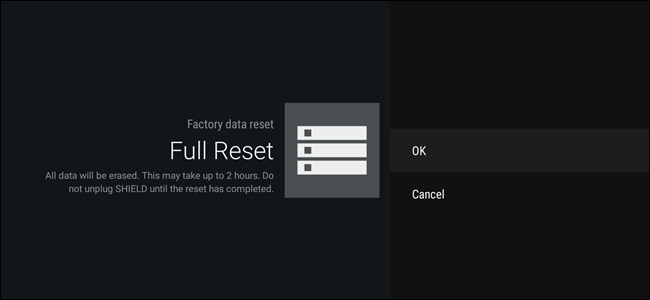 Factory data reset
Full Reset
All data will be erased. This may take up to 2 hours. Do
not unplug SHIELD until the reset has completed.
OK
Cancel